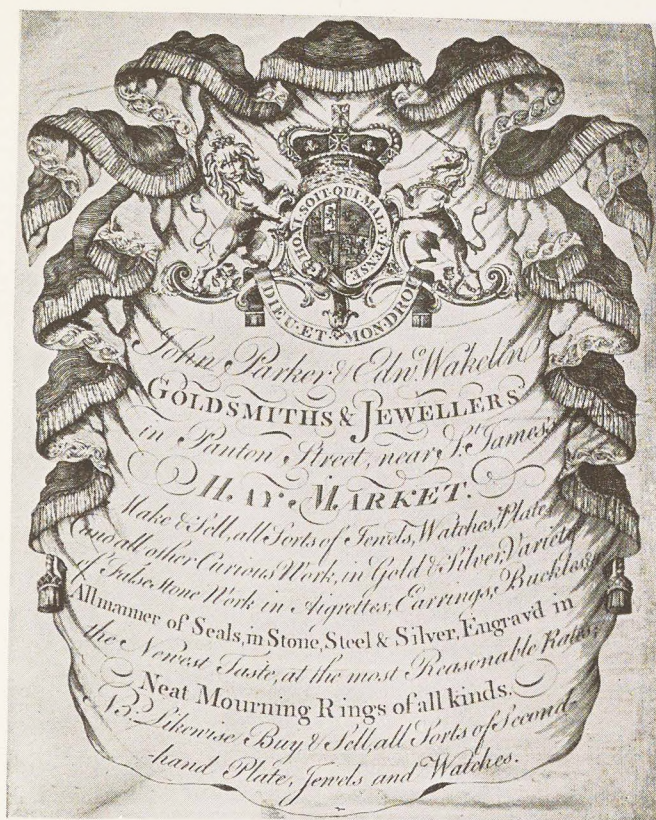 HONI·SOIT·QUI·MAL·Y·PENSE
DIEU·ET·MON·DROIT
John Parker & Edwd. Wakelin
GOLDSMITHS & JEWELLERS
in Panton Street, near St. James's
HAY MARKET.
Make & Sell, all Sorts of Jewels, Watches, Plate,
and all other Curious Work, in Gold & Silver, Variety
of False stone Work in Aigrettes, Earrings, Buckles,
All manner of Seals, in Stone, Steel & Silver, Engrav'd in
the Newest Taste, at the most Reasonable Rates;
Neat Mourning Rings of all kinds.
NB. Likewise Buy & Sell, all Sorts of Second-
hand Plate, Jewels and Watches.